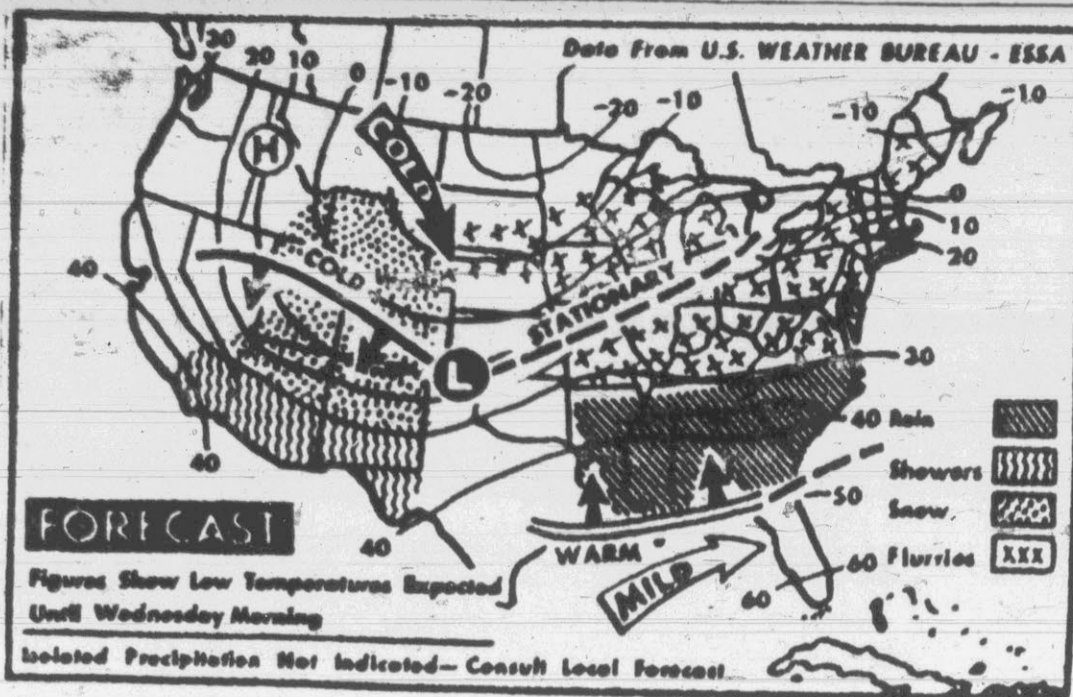 Data From U.S. WEATHER BUREAU - ESSA
30 20 10 0 -10 -20 -20 -10 -10 -10
H
COLD
0
10
20
COLD
40
STATIONARY
L
30
40 Rain
Showers
40
50
Snow
FORECAST
40
WARM
60 Flurries XXX
MILD
60
Figures Show Low Temperatures Expected
Until Wednesday Morning
Isolated Precipitation Not Indicated— Consult Local Forecast